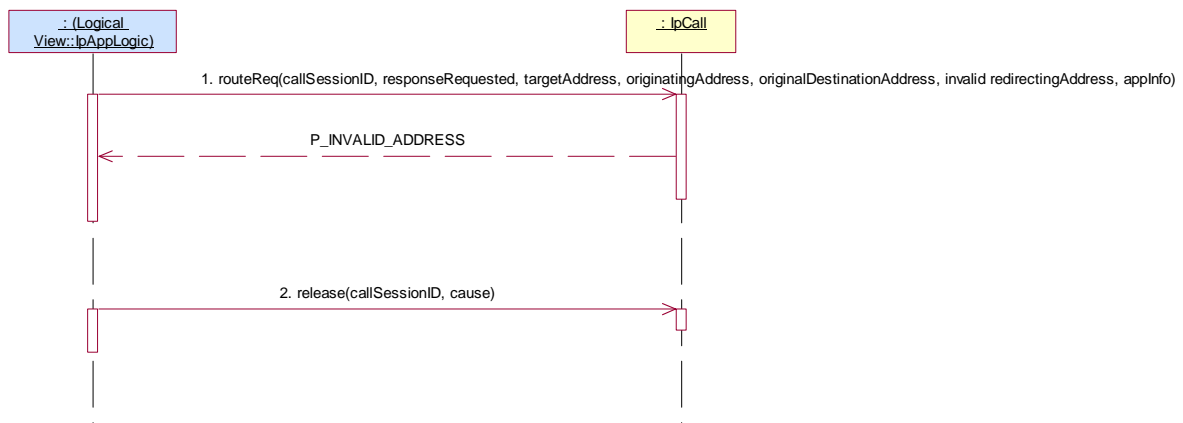 : (Logical
View::IpAppLogic)
: IpCall
1. routeReq(callSessionID, responseRequested, targetAddress, originatingAddress, originalDestinationAddress, invalid redirectingAddress, appInfo)
P_INVALID_ADDRESS
2. release(callSessionID, cause)